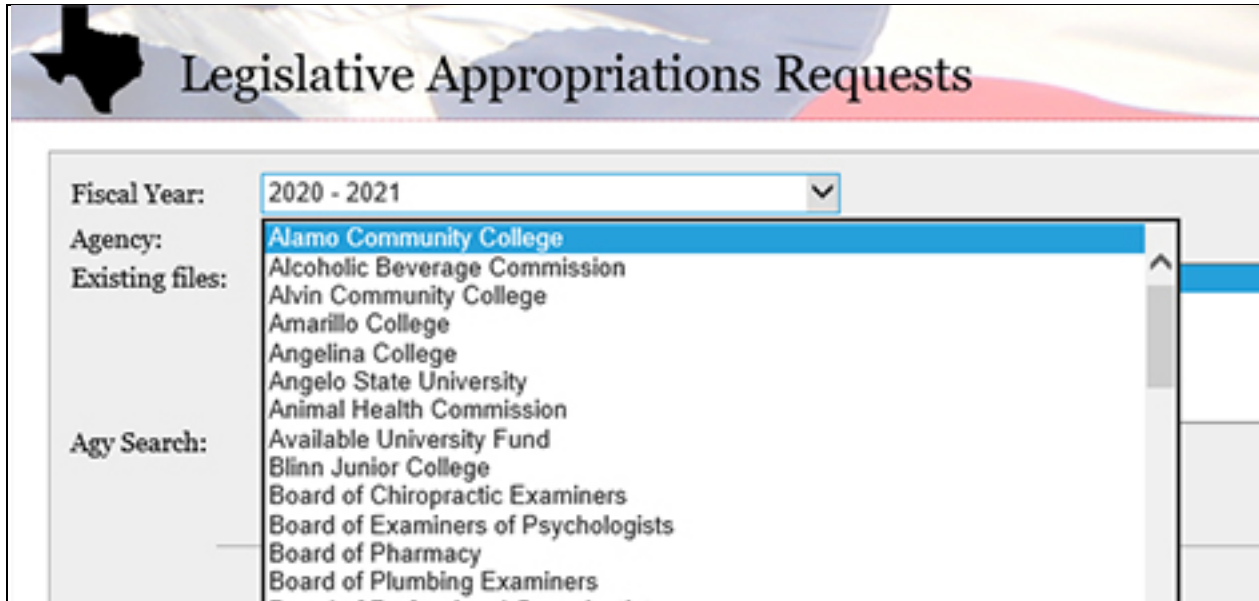 Legislative Appropriations Requests
Fiscal Year:
2020 - 2021
Agency:
Alamo Community College
Existing files:
Alcoholic Beverage Commission
Alvin Community College
Amarillo College
Angelina College
Angelo State University
Animal Health Commission
Agy Search:
Available University Fund
Blinn Junior College
Board of Chiropractic Examiners
Board of Examiners of Psychologists
Board of Pharmacy
Board of Plumbing Examiners